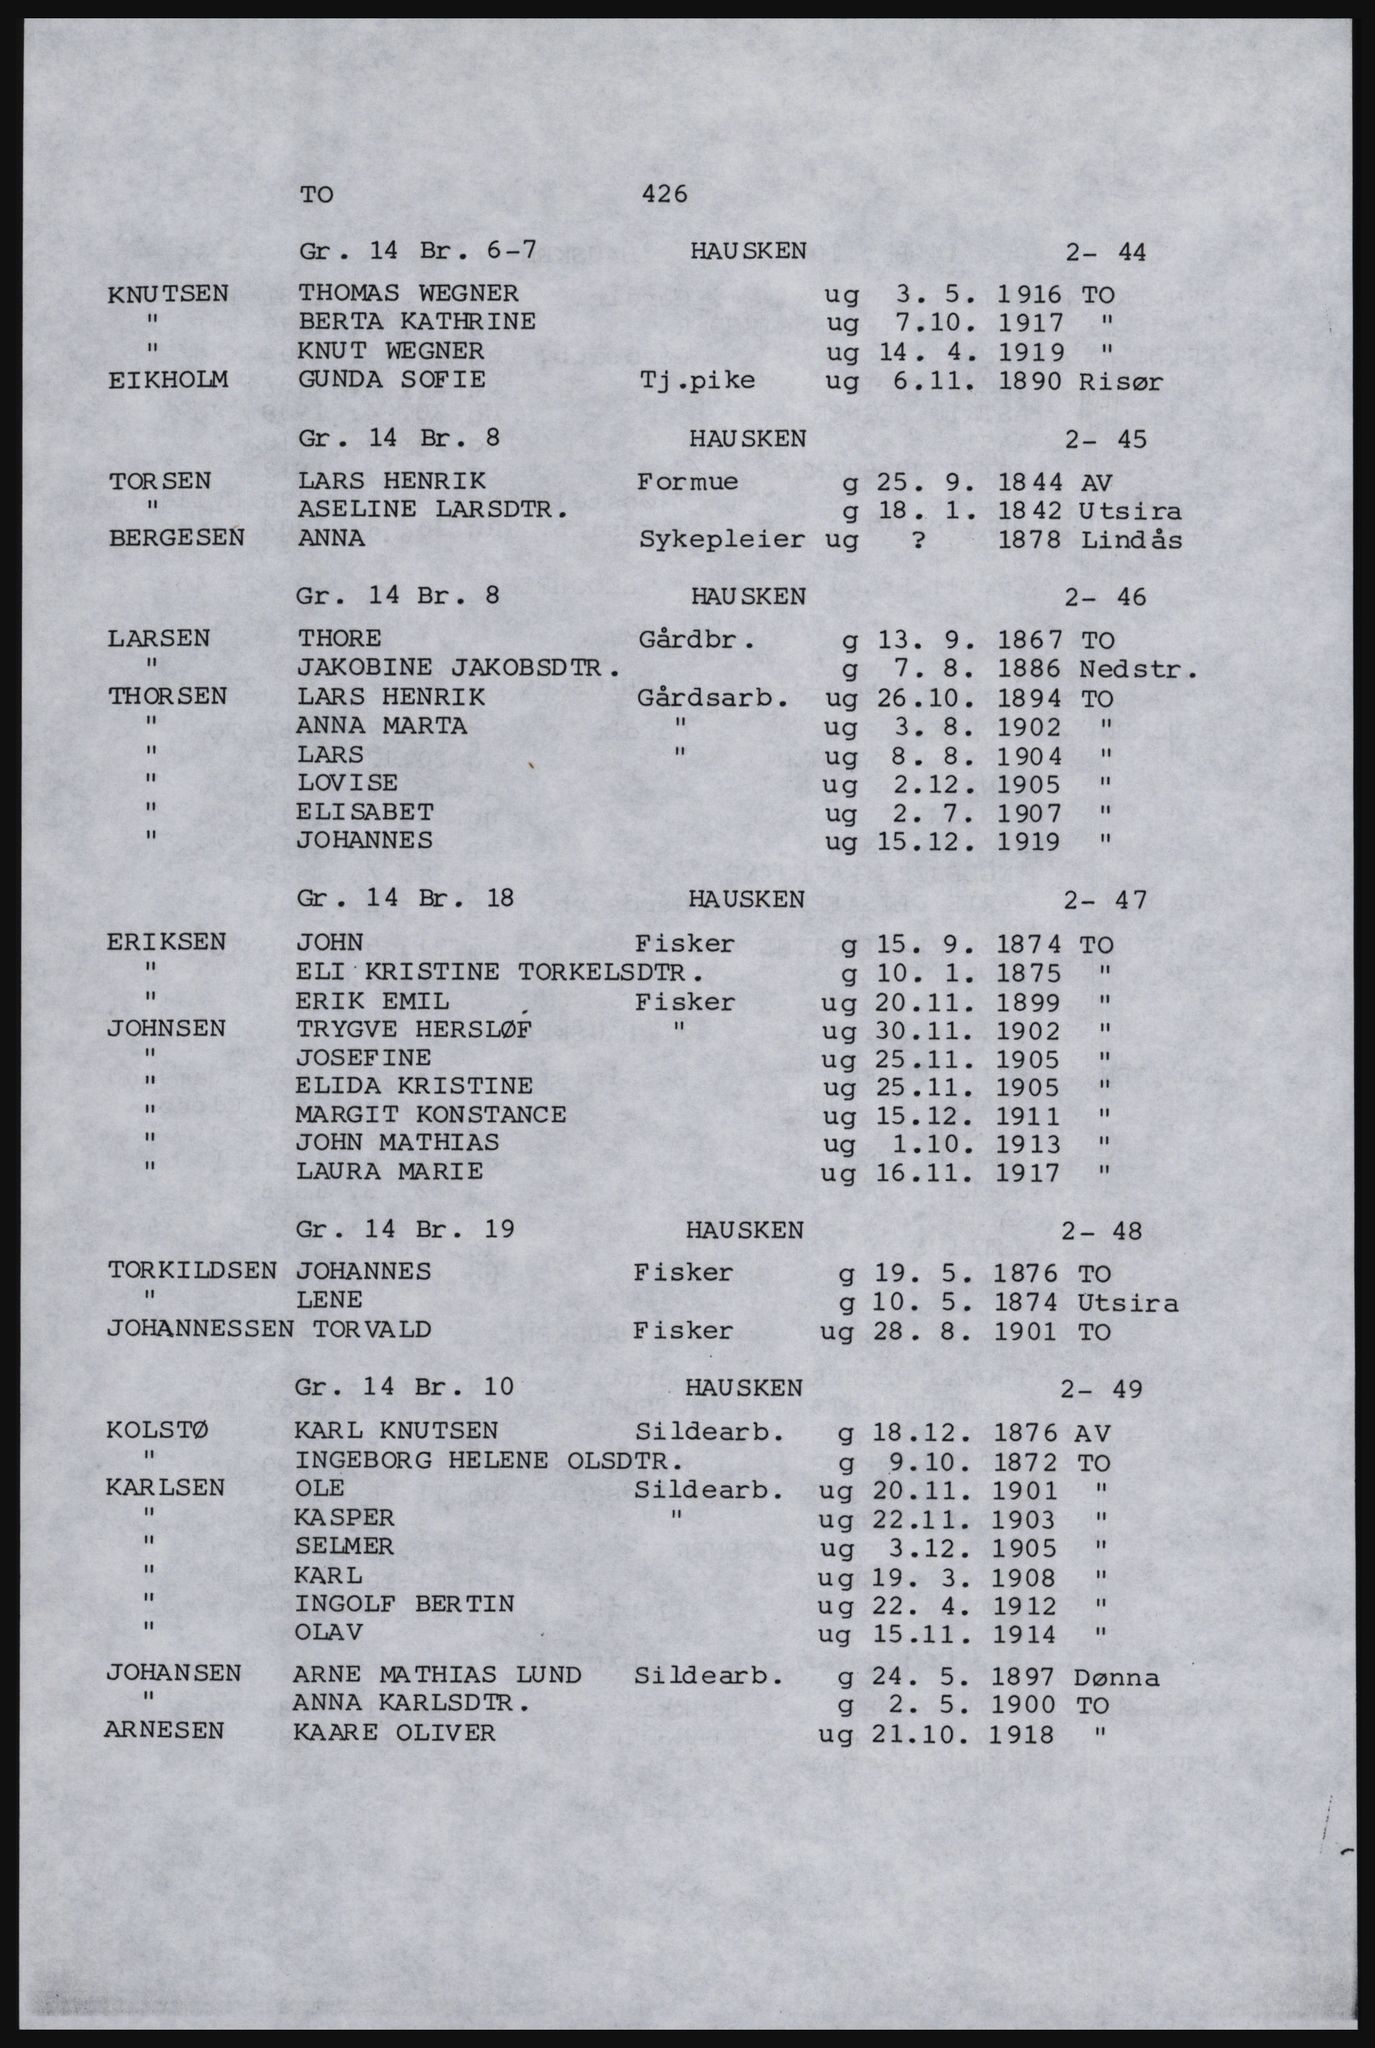 TO 426
Gr. 14 Br. 6-7 HAUSKEN 2- 44
KNUTSEN THOMAS WEGNER ug 3. 5. 1916 TO
" BERTA KATHRINE ug 7.10. 1917 "
" KNUT WEGNER ug 14. 4. 1919 "
EIKHOLM GUNDA SOFIE Tj.pike ug 6.11. 1890 Risør
Gr. 14 Br. 8 HAUSKEN 2- 45
TORSEN LARS HENRIK Formue g 25. 9. 1844 AV
" ASELINE LARSDTR. g 18. 1. 1842 Utsira
BERGESEN ANNA Sykepleier ug ? 1878 Lindås
Gr. 14 Br. 8 HAUSKEN 2- 46
LARSEN THORE Gårdbr. g 13. 9. 1867 TO
" JAKOBINE JAKOBSDTR. g 7. 8. 1886 Nedstr.
THORSEN LARS HENRIK Gårdsarb. ug 26.10. 1894 TO
" ANNA MARTA " ug 3. 8. 1902 "
" LARS " ug 8. 8. 1904 "
" LOVISE ug 2.12. 1905 "
" ELISABET ug 2. 7. 1907 "
" JOHANNES ug 15.12. 1919 "
Gr. 14 Br. 18 HAUSKEN 2- 47
ERIKSEN JOHN Fisker g 15. 9. 1874 TO
" ELI KRISTINE TORKELSDTR. g 10. 1. 1875 "
" ERIK EMIL Fisker ug 20.11. 1899 "
JOHNSEN TRYGVE HERSLØF " ug 30.11. 1902 "
" JOSEFINE ug 25.11. 1905 "
" ELIDA KRISTINE ug 25.11. 1905 "
" MARGIT KONSTANCE ug 15.12. 1911 "
" JOHN MATHIAS ug 1.10. 1913 "
" LAURA MARIE ug 16.11. 1917 "
Gr. 14 Br. 19 HAUSKEN 2- 48
TORKILDSEN JOHANNES Fisker g 19. 5. 1876 TO
" LENE g 10. 5. 1874 Utsira
JOHANNESSEN TORVALD Fisker ug 28. 8. 1901 TO
Gr. 14 Br. 10 HAUSKEN 2- 49
KOLSTØ KARL KNUTSEN Sildearb. g 18.12. 1876 AV
" INGEBORG HELENE OLSDTR. g 9.10. 1872 TO
KARLSEN OLE Sildearb. ug 20.11. 1901 "
" KASPER " ug 22.11. 1903 "
" SELMER ug 3.12. 1905 "
" KARL ug 19. 3. 1908 "
" INGOLF BERTIN ug 22. 4. 1912 "
" OLAV ug 15.11. 1914 "
JOHANSEN ARNE MATHIAS LUND Sildearb. g 24. 5. 1897 Dønna
" ANNA KARLSDTR. g 2. 5. 1900 TO
ARNESEN KAARE OLIVER ug 21.10. 1918 "